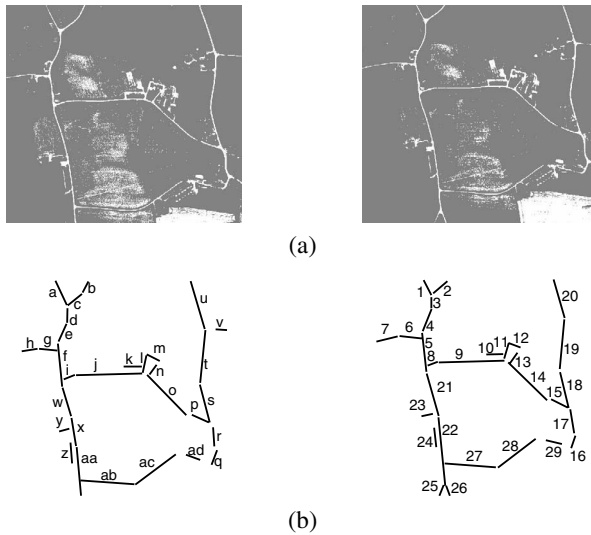 (a)
a b
c
d
e
h g
f
i j k l m
n
o
w
y x
z aa
ab ac ad
p
s
r
q
t
u
v
1 2
3
4
7 6
5
8 9 10 11 12
13
14
15
21
23 22
24
27 28 29
25 26
16
17
18
19
20
(b)